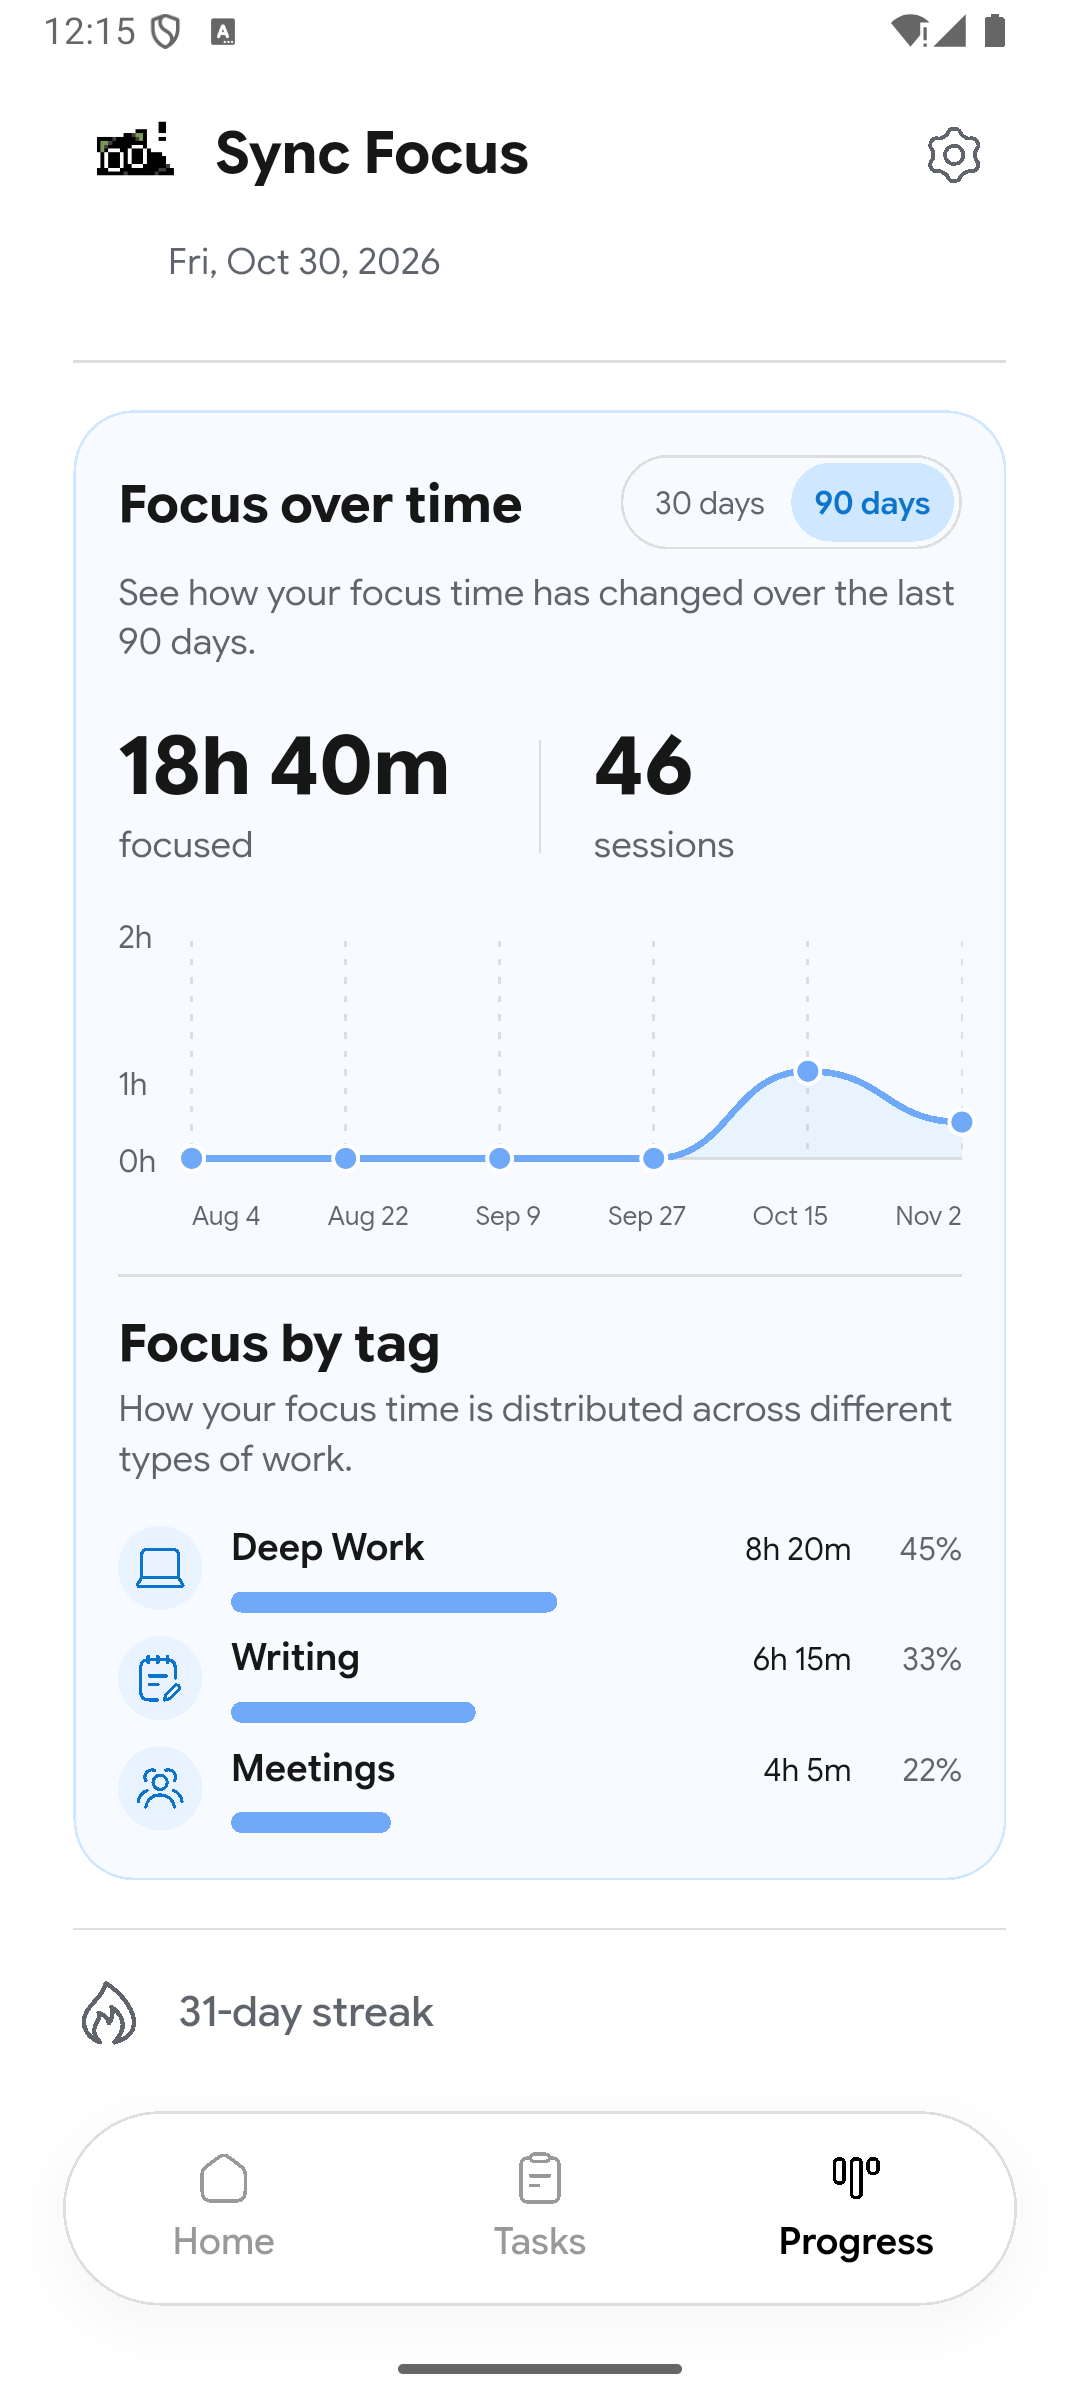 12:15
A
Sync Focus
Fri, Oct 30, 2026
Focus over time
30 days
90 days
See how your focus time has changed over the last
90 days.
18h 40m
46
focused
sessions
2h
1h
0h
Aug 4
Aug 22
Sep 9
Sep 27
Oct 15
Nov 2
Focus by tag
How your focus time is distributed across different
types of work.
Deep Work
8h 20m
45%
Writing
6h 15m
33%
Meetings
4h 5m
22%
31-day streak
Home
Tasks
Progress